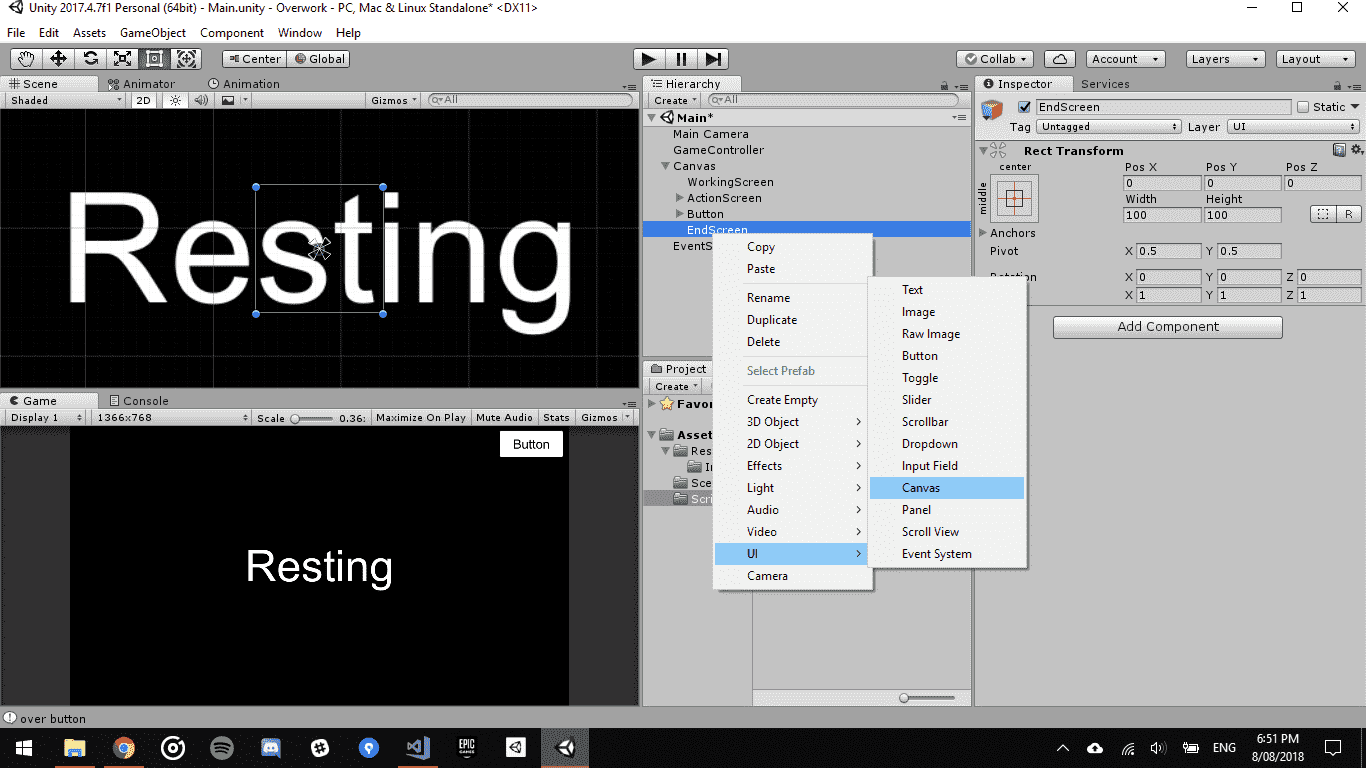 Unity 2017.4.7f1 Personal (64bit) - Main.unity - Overwork - PC, Mac & Linux Standalone* <DX11>
File Edit Assets GameObject Component Window Help
Center Global Collab Account Layers Layout
Scene Animator Animation
Shaded 2D Gizmos All
Resting
Game Console
Display 1 1366x768 Scale 0.36: Maximize On Play Mute Audio Stats Gizmos
Button
Resting
Hierarchy
Create All
Main*
Main Camera
GameController
Canvas
WorkingScreen
ActionScreen
Button
EndScreen
EventS
Project
Create
Favor
Asset
Res
In
Sce
Scri
Copy
Paste
Rename
Duplicate
Delete
Select Prefab
Create Empty
3D Object
2D Object
Effects
Light
Audio
Video
UI
Camera
Text
Image
Raw Image
Button
Toggle
Slider
Scrollbar
Dropdown
Input Field
Canvas
Panel
Scroll View
Event System
Inspector Services
EndScreen Static
Tag Untagged Layer UI
Rect Transform
center Pos X Pos Y Pos Z
middle 0 0 0
Width Height
100 100 R
Anchors
Pivot X 0.5 Y 0.5
Rotation X 0 Y 0 Z 0
X 1 Y 1 Z 1
Add Component
over button
EPIC GAMES
ENG 6:51 PM
8/08/2018